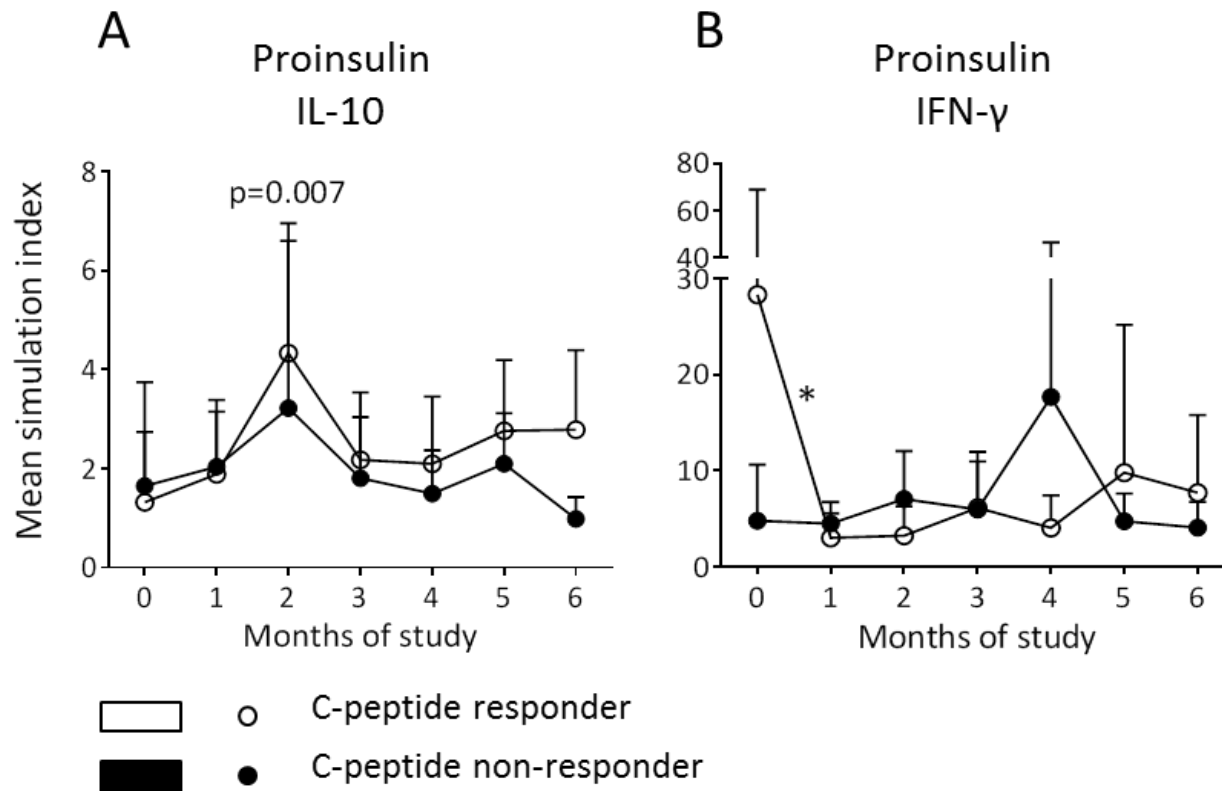 A
Proinsulin
IL-10
Mean simulation index
8
6
4
2
0
p=0.007
0 1 2 3 4 5 6
Months of study
B
Proinsulin
IFN-γ
80
60
40
30
20
10
0
*
0 1 2 3 4 5 6
Months of study
C-peptide responder
C-peptide non-responder